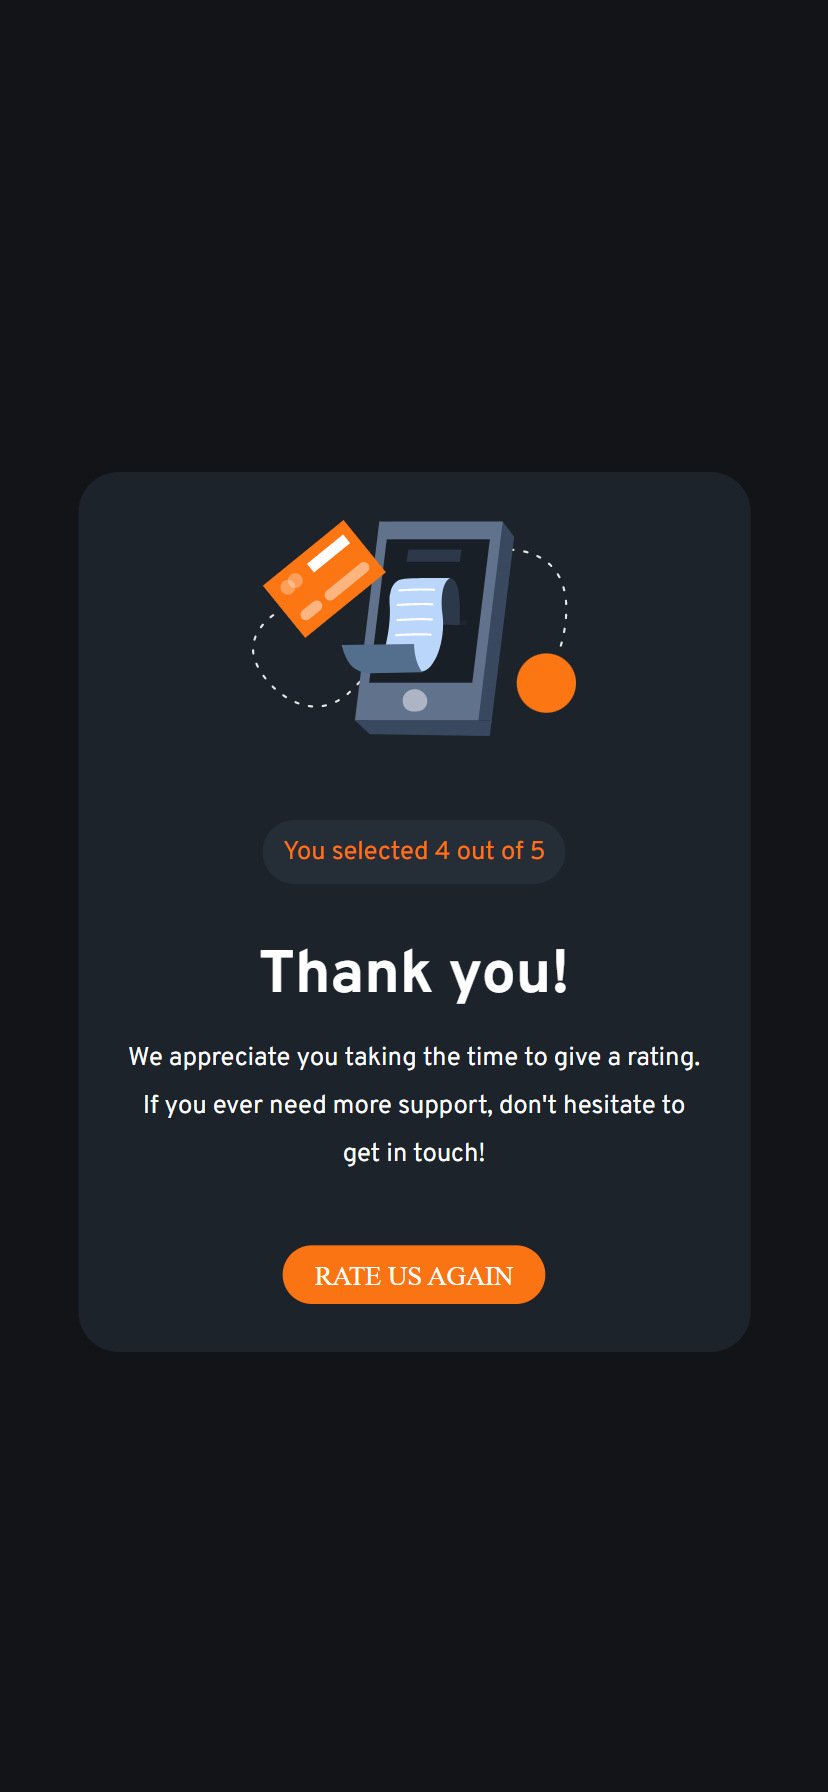 You selected 4 out of 5
Thank you!
We appreciate you taking the time to give a rating.
If you ever need more support, don't hesitate to
get in touch!
RATE US AGAIN